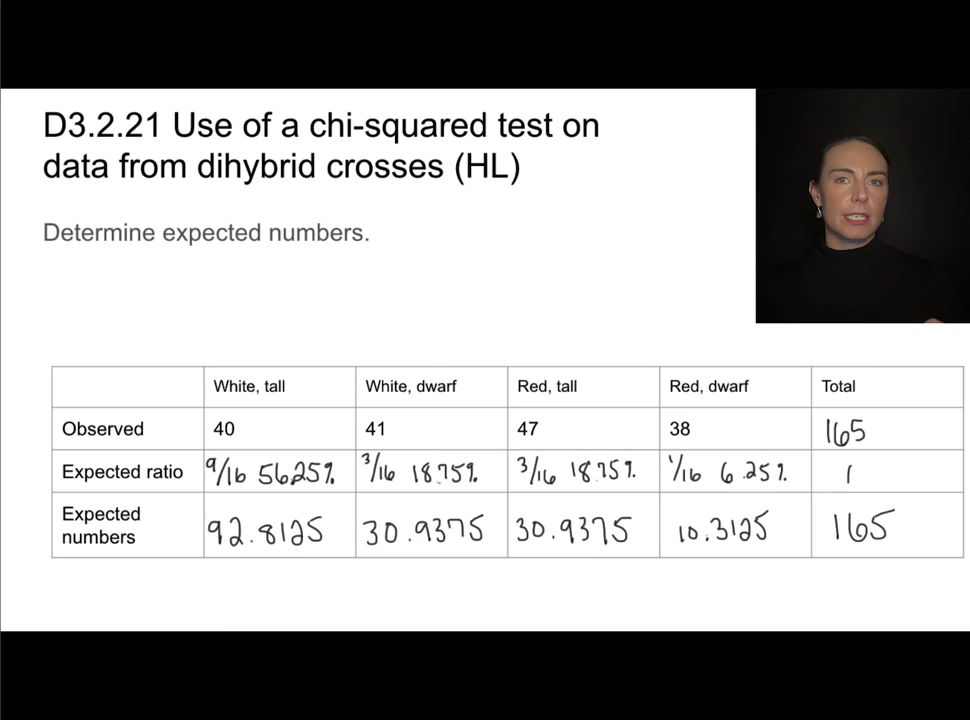 D3.2.21 Use of a chi-squared test on
data from dihybrid crosses (HL)
Determine expected numbers.
White, tall White, dwarf Red, tall Red, dwarf Total
Observed 40 41 47 38 165
Expected ratio 9/16 56.25% 3/16 18.75% 3/16 18.75% 1/16 6.25% 1
Expected
numbers 92.8125 30.9375 30.9375 10.3125 165